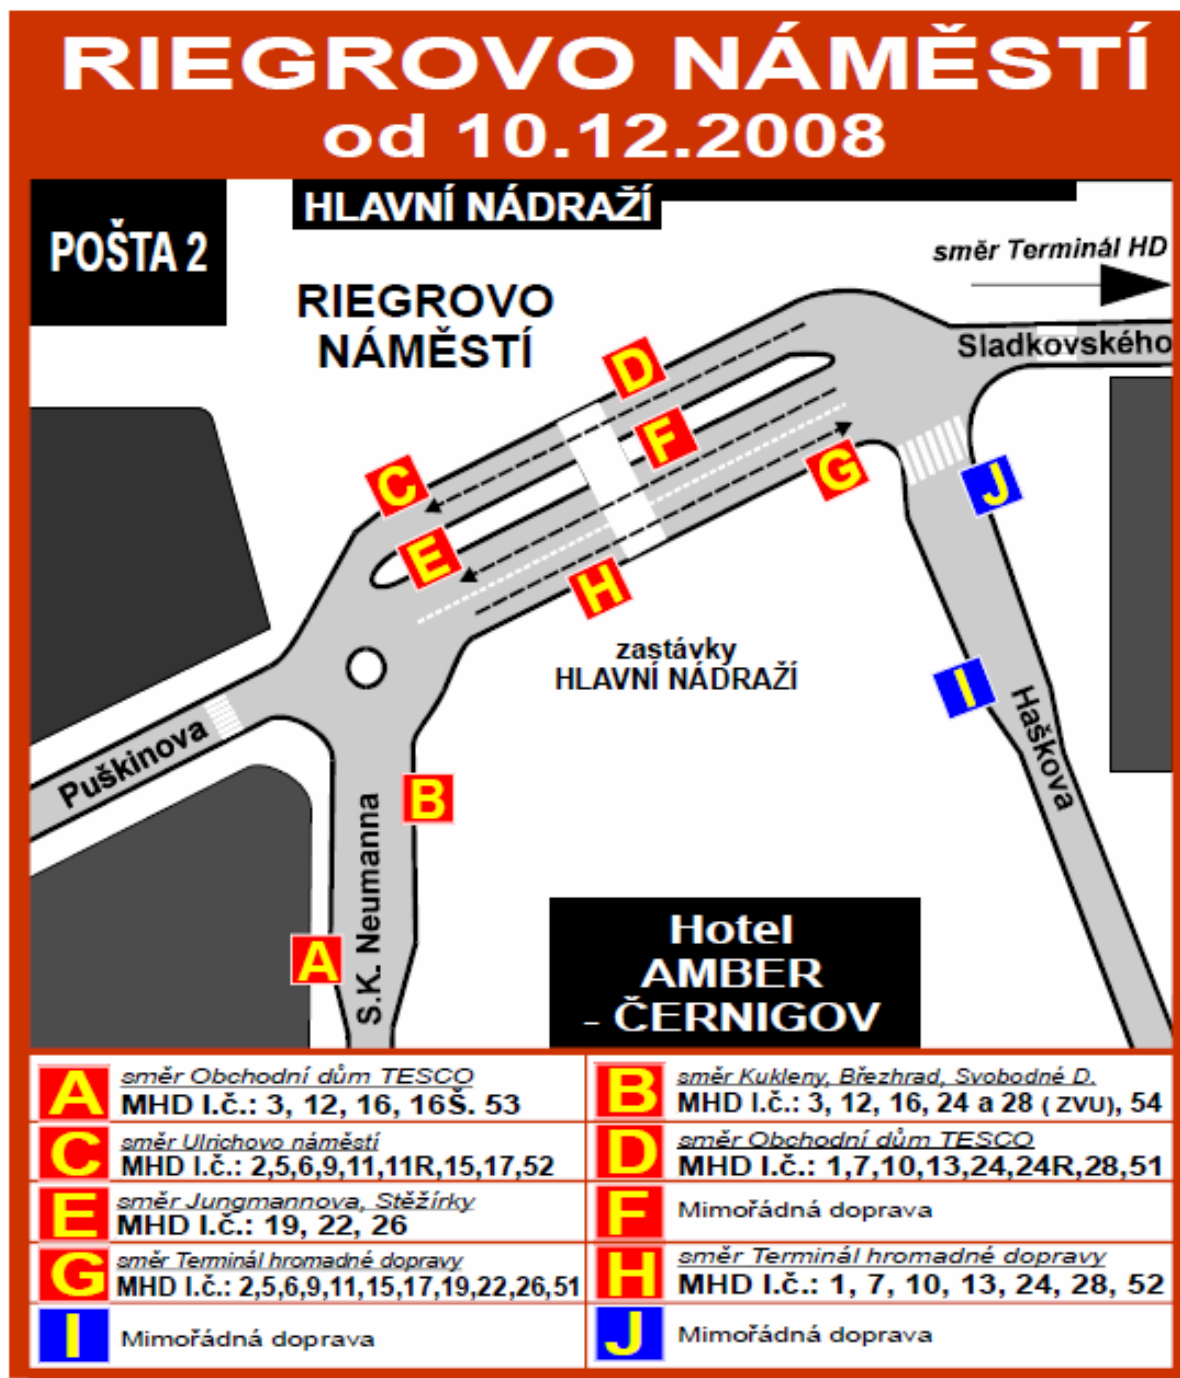 RIEGROVO NÁMĚSTÍ
od 10.12.2008
HLAVNÍ NÁDRAŽÍ
POŠTA 2
směr Terminál HD
RIEGROVO
NÁMĚSTÍ
Sladkovského
D
F
C
G
J
E
H
zastávky
HLAVNÍ NÁDRAŽÍ
I
Haškova
Puškinova
B
S.K. Neumanna
A
Hotel
AMBER
- ČERNIGOV
A
směr Obchodní dům TESCO
MHD l.č.: 3, 12, 16, 16Š. 53
B
směr Kukleny, Březhrad, Svobodné D.
MHD l.č.: 3, 12, 16, 24 a 28 ( ZVU), 54
C
směr Ulrichovo náměstí
MHD l.č.: 2,5,6,9,11,11R,15,17,52
D
směr Obchodní dům TESCO
MHD l.č.: 1,7,10,13,24,24R,28,51
E
směr Jungmannova, Stěžírky
MHD l.č.: 19, 22, 26
F
Mimořádná doprava
G
směr Terminál hromadné dopravy
MHD l.č.: 2,5,6,9,11,15,17,19,22,26,51
H
směr Terminál hromadné dopravy
MHD l.č.: 1, 7, 10, 13, 24, 28, 52
I
Mimořádná doprava
J
Mimořádná doprava